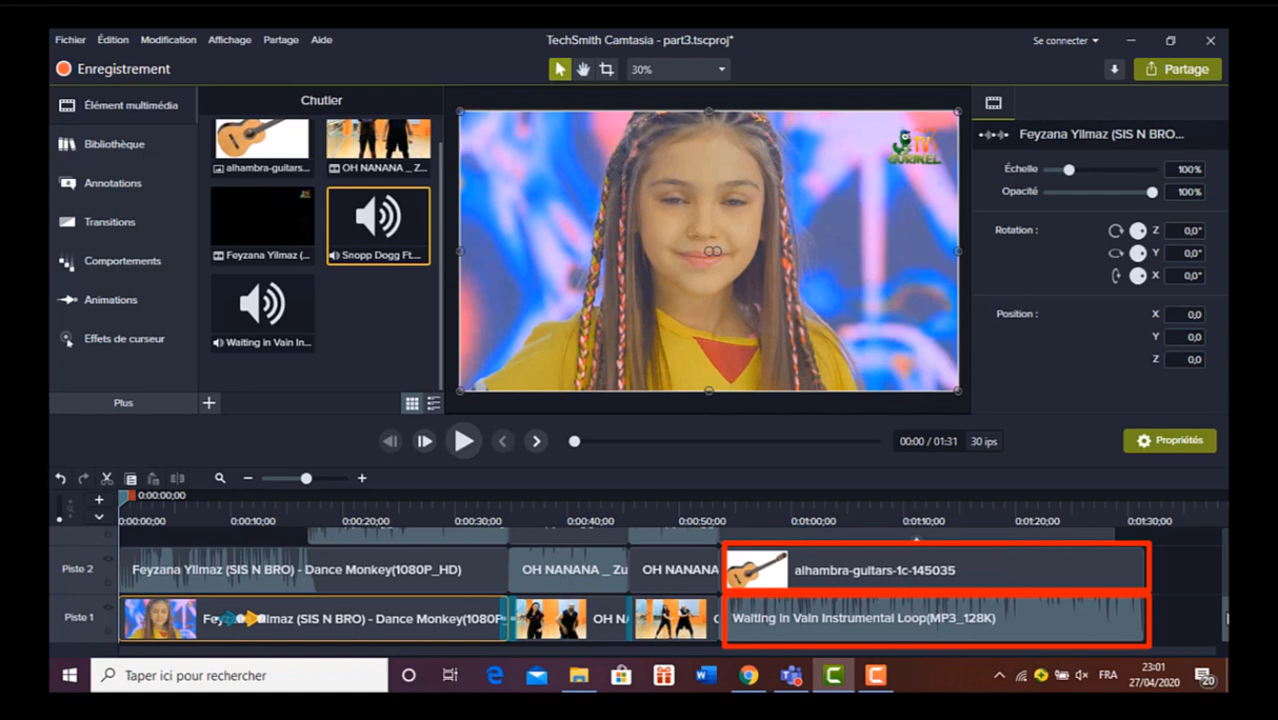 Fichier Édition Modification Affichage Partage Aide
TechSmith Camtasia - part3.tscproj*
Se connecter
Enregistrement
30%
Partage
Élément multimédia
Bibliothèque
Annotations
Transitions
Comportements
Animations
Effets de curseur
Plus
Chutier
alhambra-guitars...
OH NANANA _ Z...
Feyzana Yilmaz (...
Snopp Dogg Ft....
Waiting in Vain In...
TV
GURINEL
Feyzana Yilmaz (SIS N BRO...
Échelle 100%
Opacité 100%
Rotation : Z 0,0°
Y 0,0°
X 0,0°
Position : X 0,0
Y 0,0
Z 0,0
00:00 / 01:31 30 ips
Propriétés
0:00:00;00
0:00:00;00 0:00:10;00 0:00:20;00 0:00:30;00 0:00:40;00 0:00:50;00 0:01:00;00 0:01:10;00 0:01:20;00 0:01:30;00
Piste 2
Feyzana Yilmaz (SIS N BRO) - Dance Monkey(1080P_HD)
OH NANANA _ Zu
OH NANANA
alhambra-guitars-1c-145035
Piste 1
ilmaz (SIS N BRO) - Dance Monkey(1080P
OH N
Waiting in Vain Instrumental Loop(MP3_128K)
Taper ici pour rechercher
FRA
23:01
27/04/2020
20